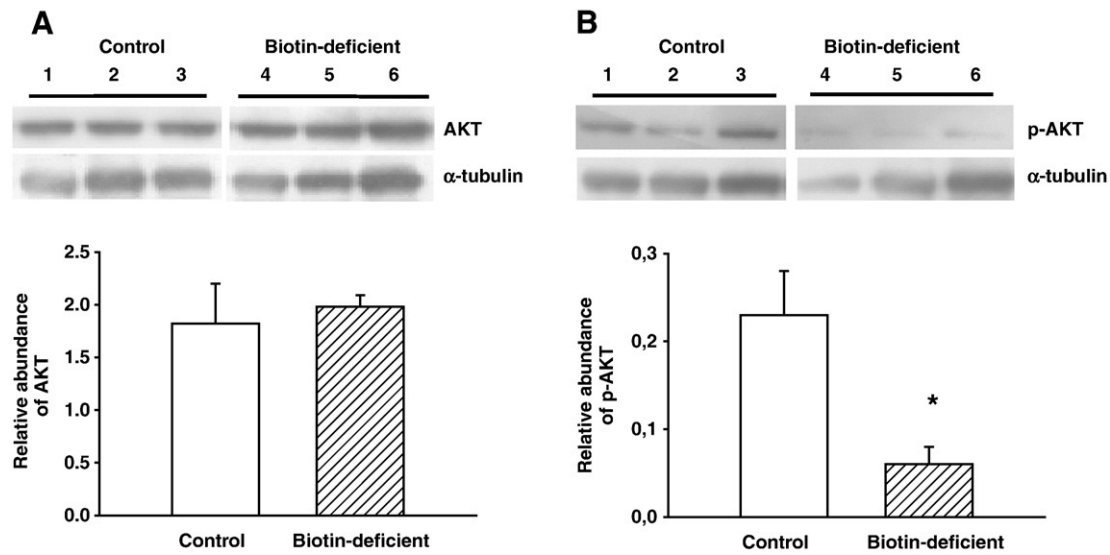 A
Control Biotin-deficient
1 2 3 4 5 6
AKT
α-tubulin
2.5
2.0
1.5
1.0
0.5
0.0
Relative abundance
of AKT
Control Biotin-deficient
B
Control Biotin-deficient
1 2 3 4 5 6
p-AKT
α-tubulin
0,3
0,2
0,1
0,0
Relative abundance
of p-AKT
*
Control Biotin-deficient